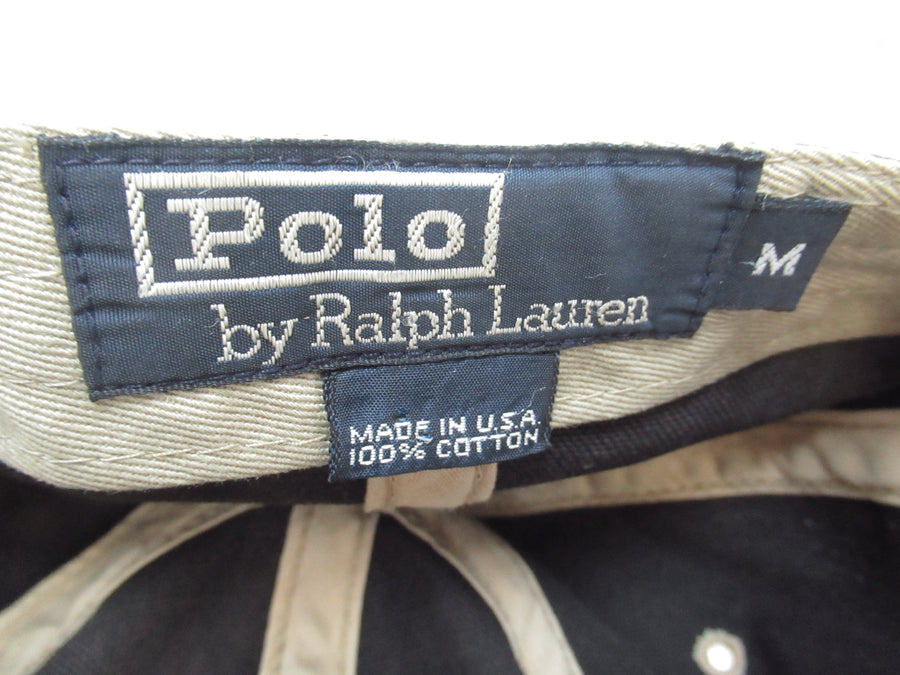 Polo
by Ralph Lauren
M
MADE IN U.S.A.
100% COTTON